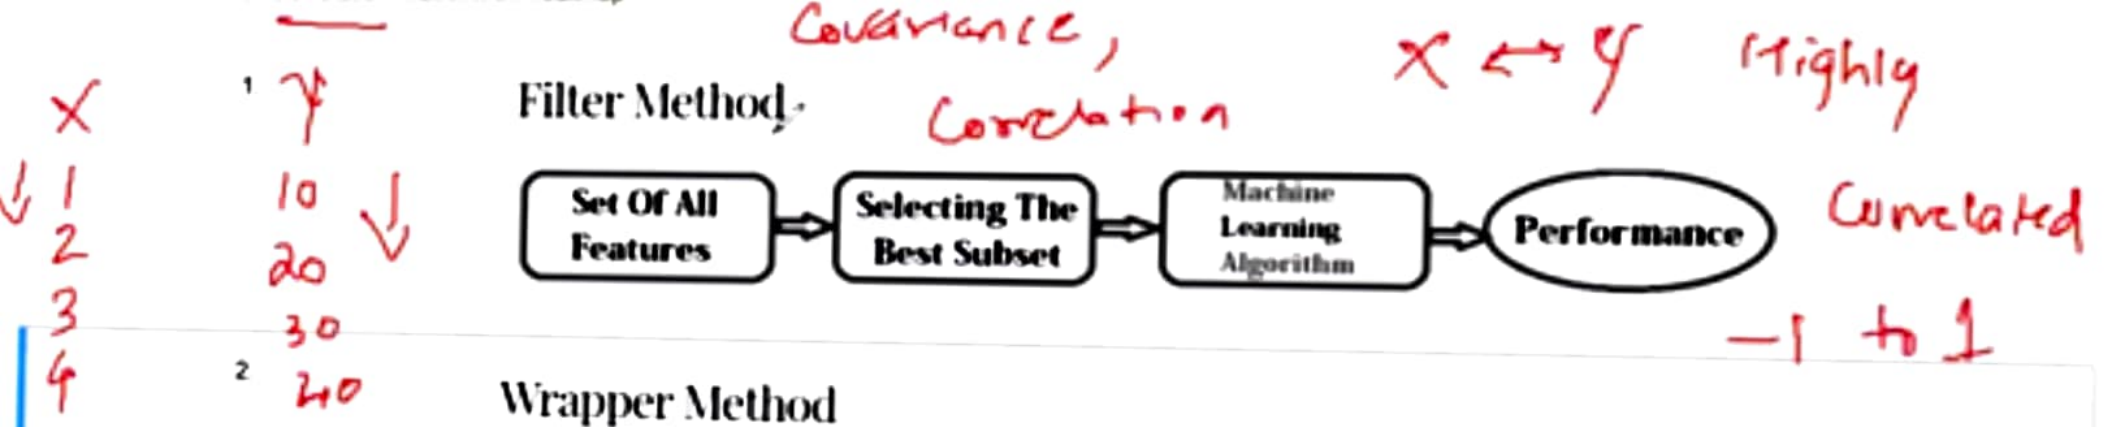 Covariance,
X ↔ Y Highly
X
1 Y
Filter Method
Correlation
↓ 1 10 ↓
Set Of All Features
Selecting The Best Subset
Machine Learning Algorithm
Performance
Correlated
2 20
3 30
-1 to 1
4
2 40
Wrapper Method